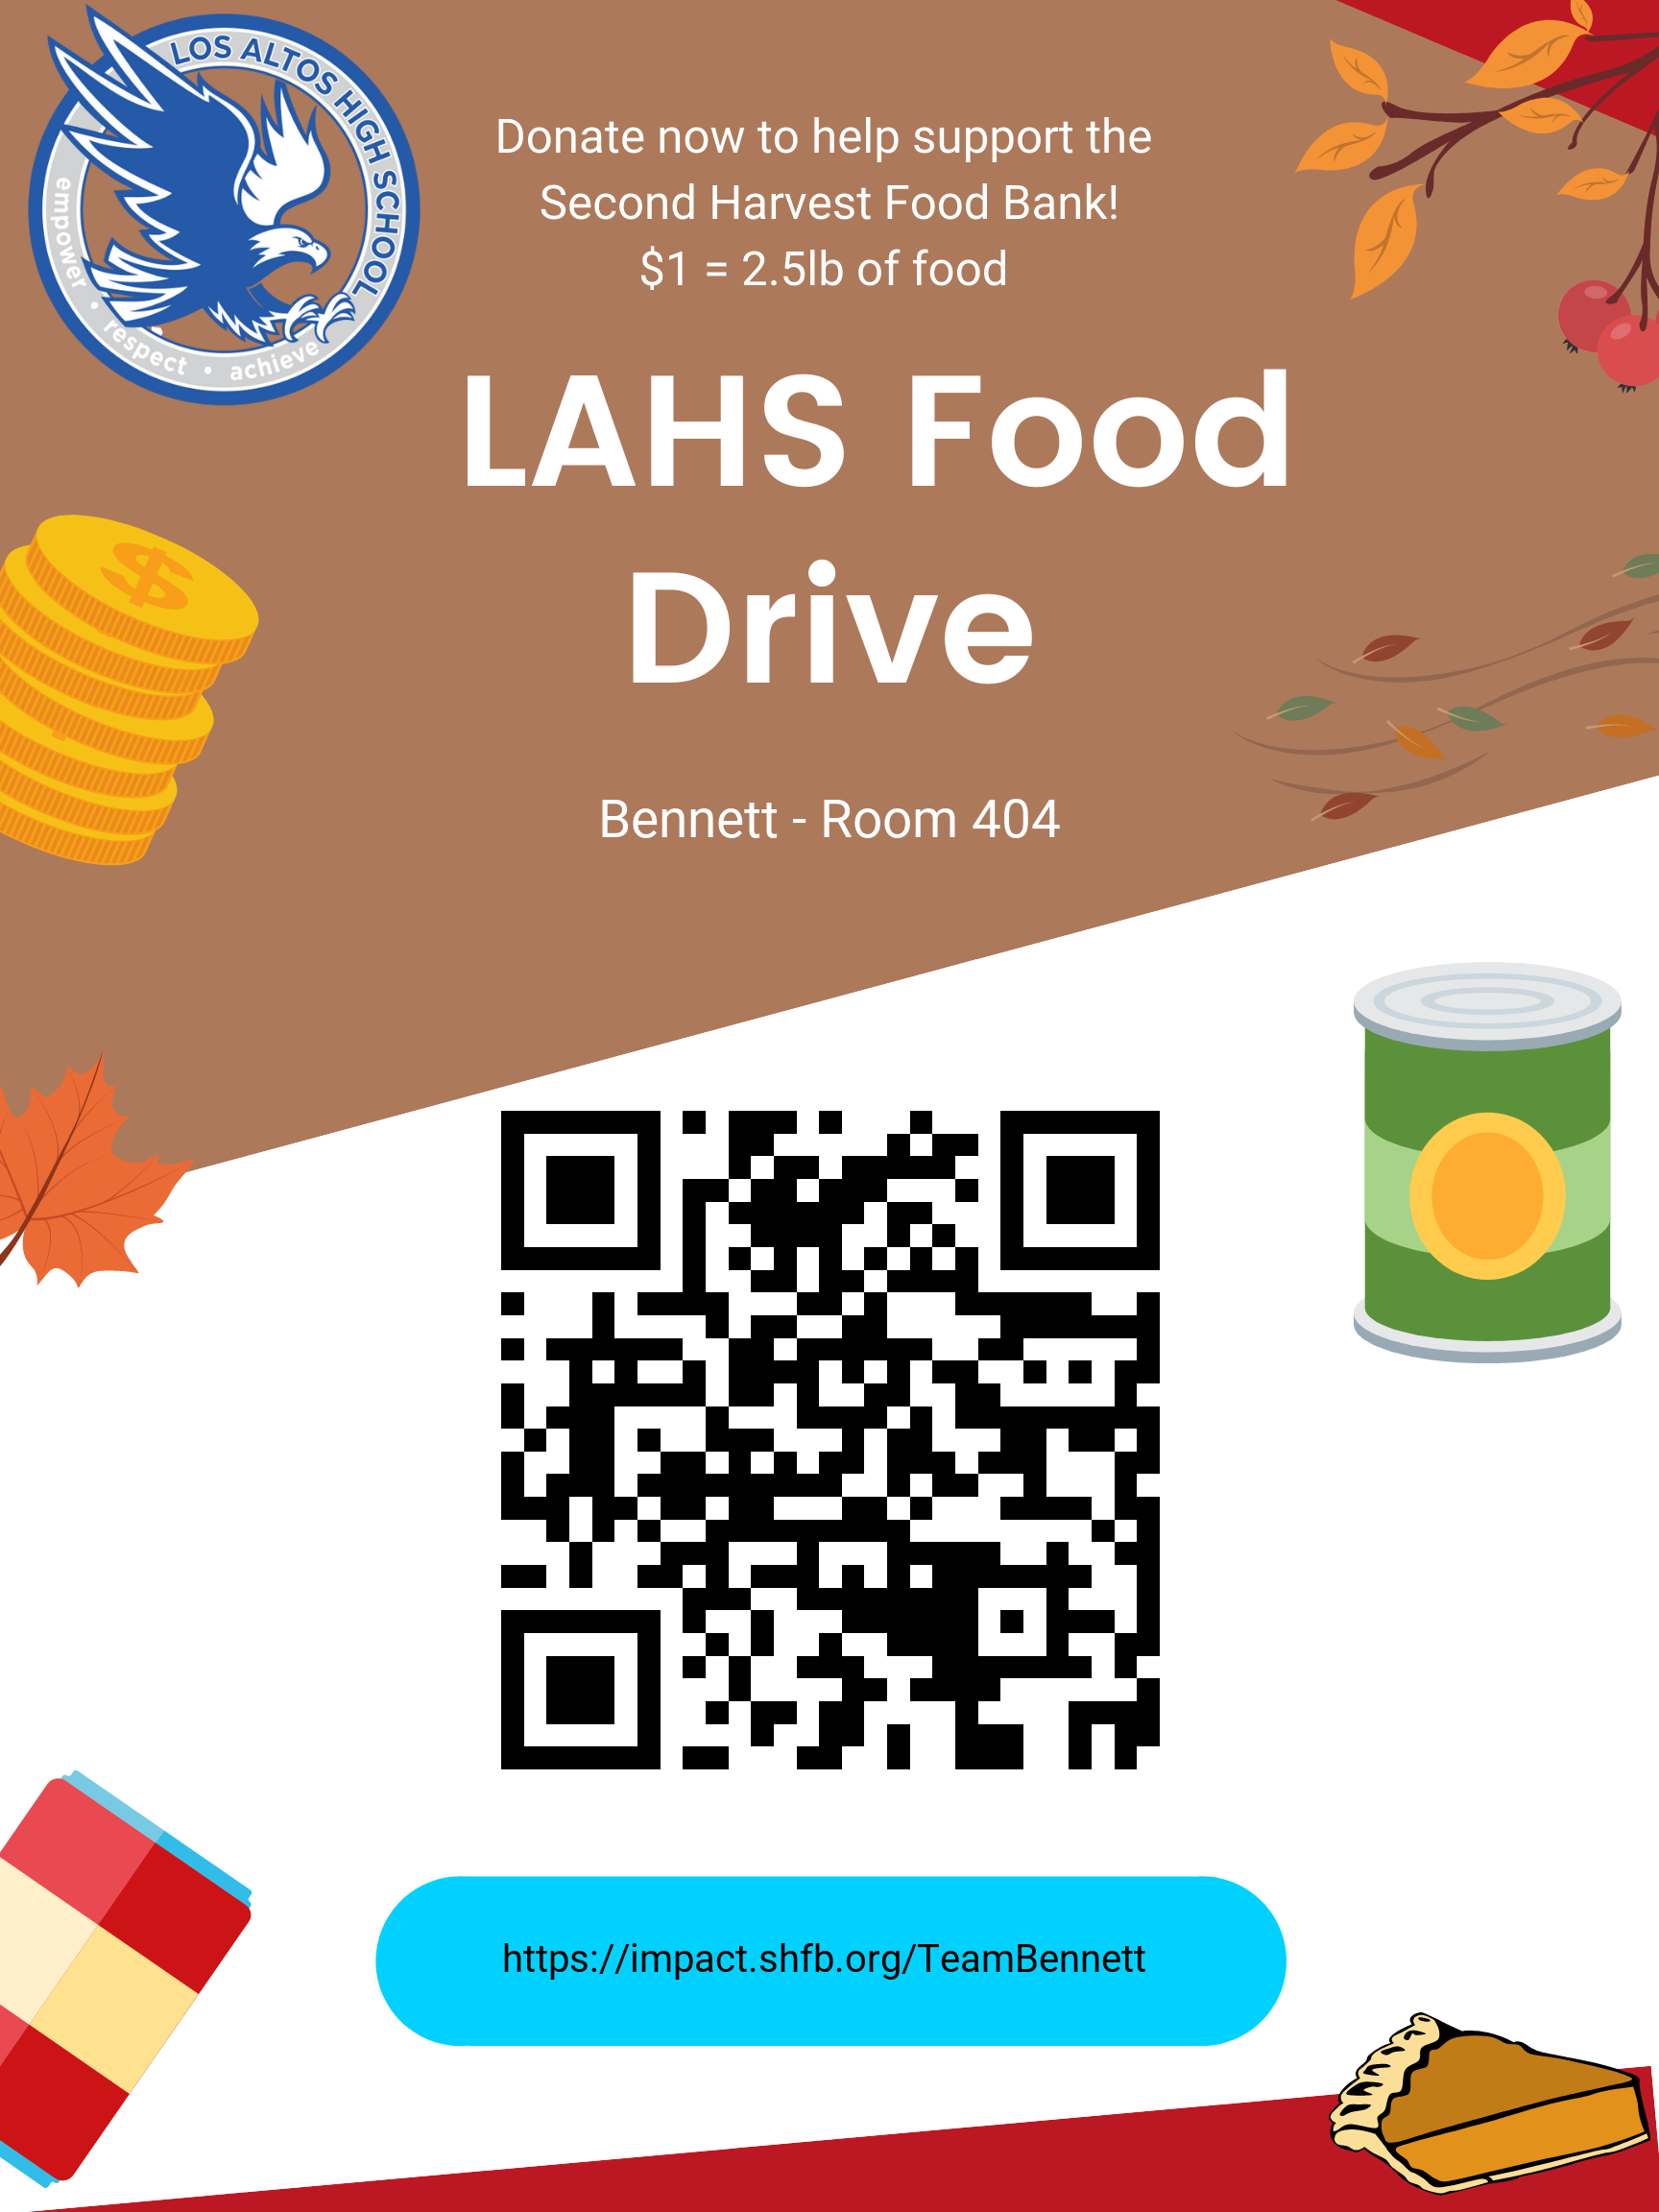 LOS ALTOS HIGH SCHOOL
empower • respect • achieve
Donate now to help support the
Second Harvest Food Bank!
$1 = 2.5lb of food
LAHS Food
Drive
Bennett - Room 404
$
https://impact.shfb.org/TeamBennett